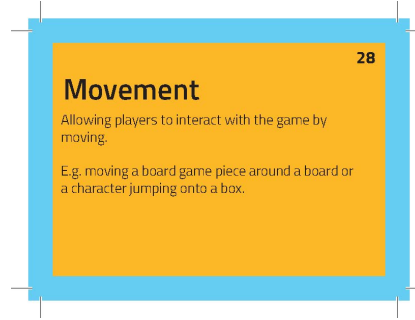 28
Movement
Allowing players to interact with the game by
moving.
E.g. moving a board game piece around a board or
a character jumping onto a box.